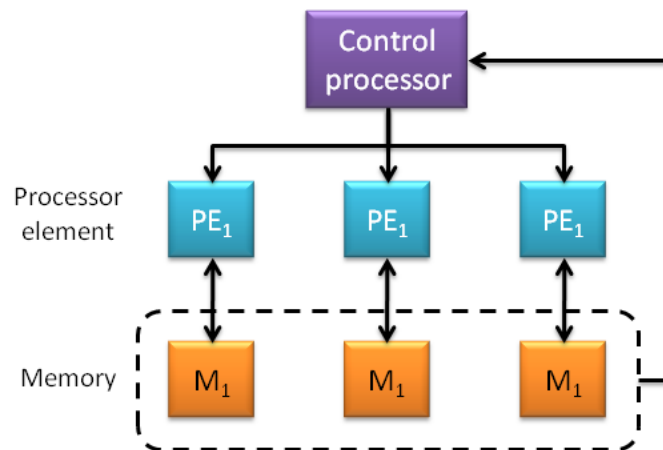 Control
processor
Processor
element
PE₁ PE₁ PE₁
Memory
M₁ M₁ M₁